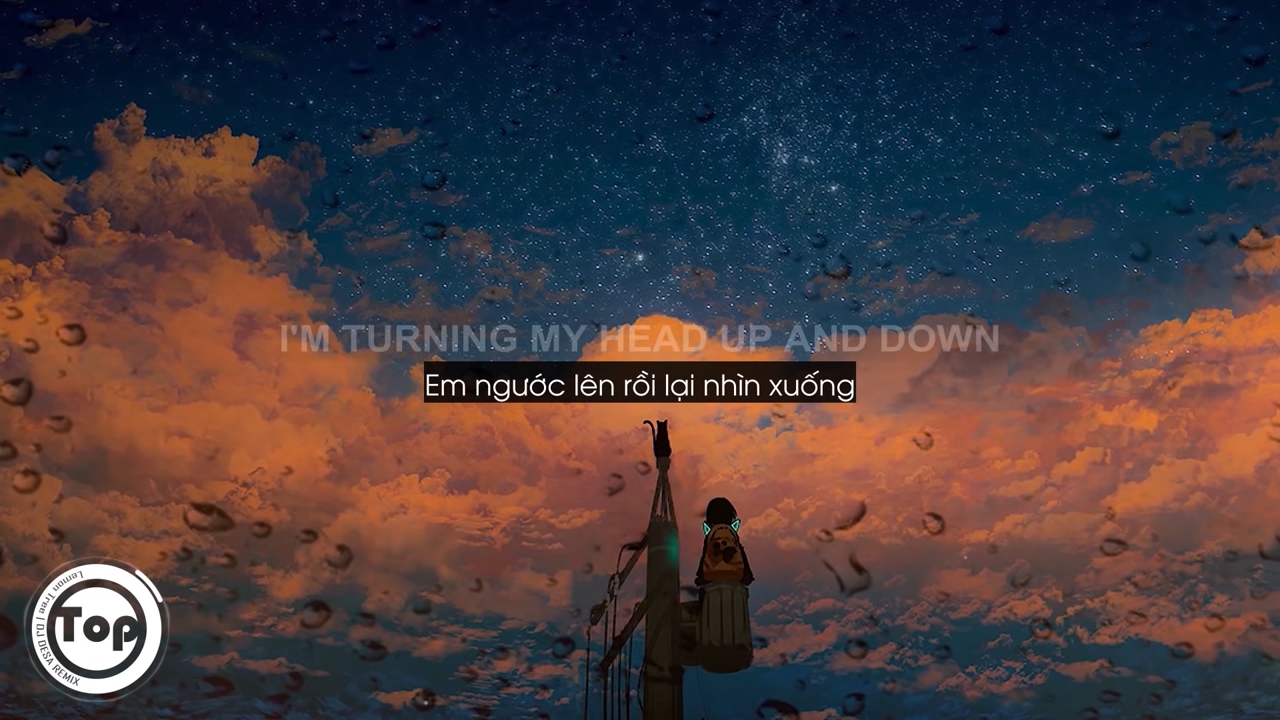 I'M TURNING MY HEAD UP AND DOWN
Em ngước lên rồi lại nhìn xuống
Top
Lemon Tree | DJ DESA REMIX